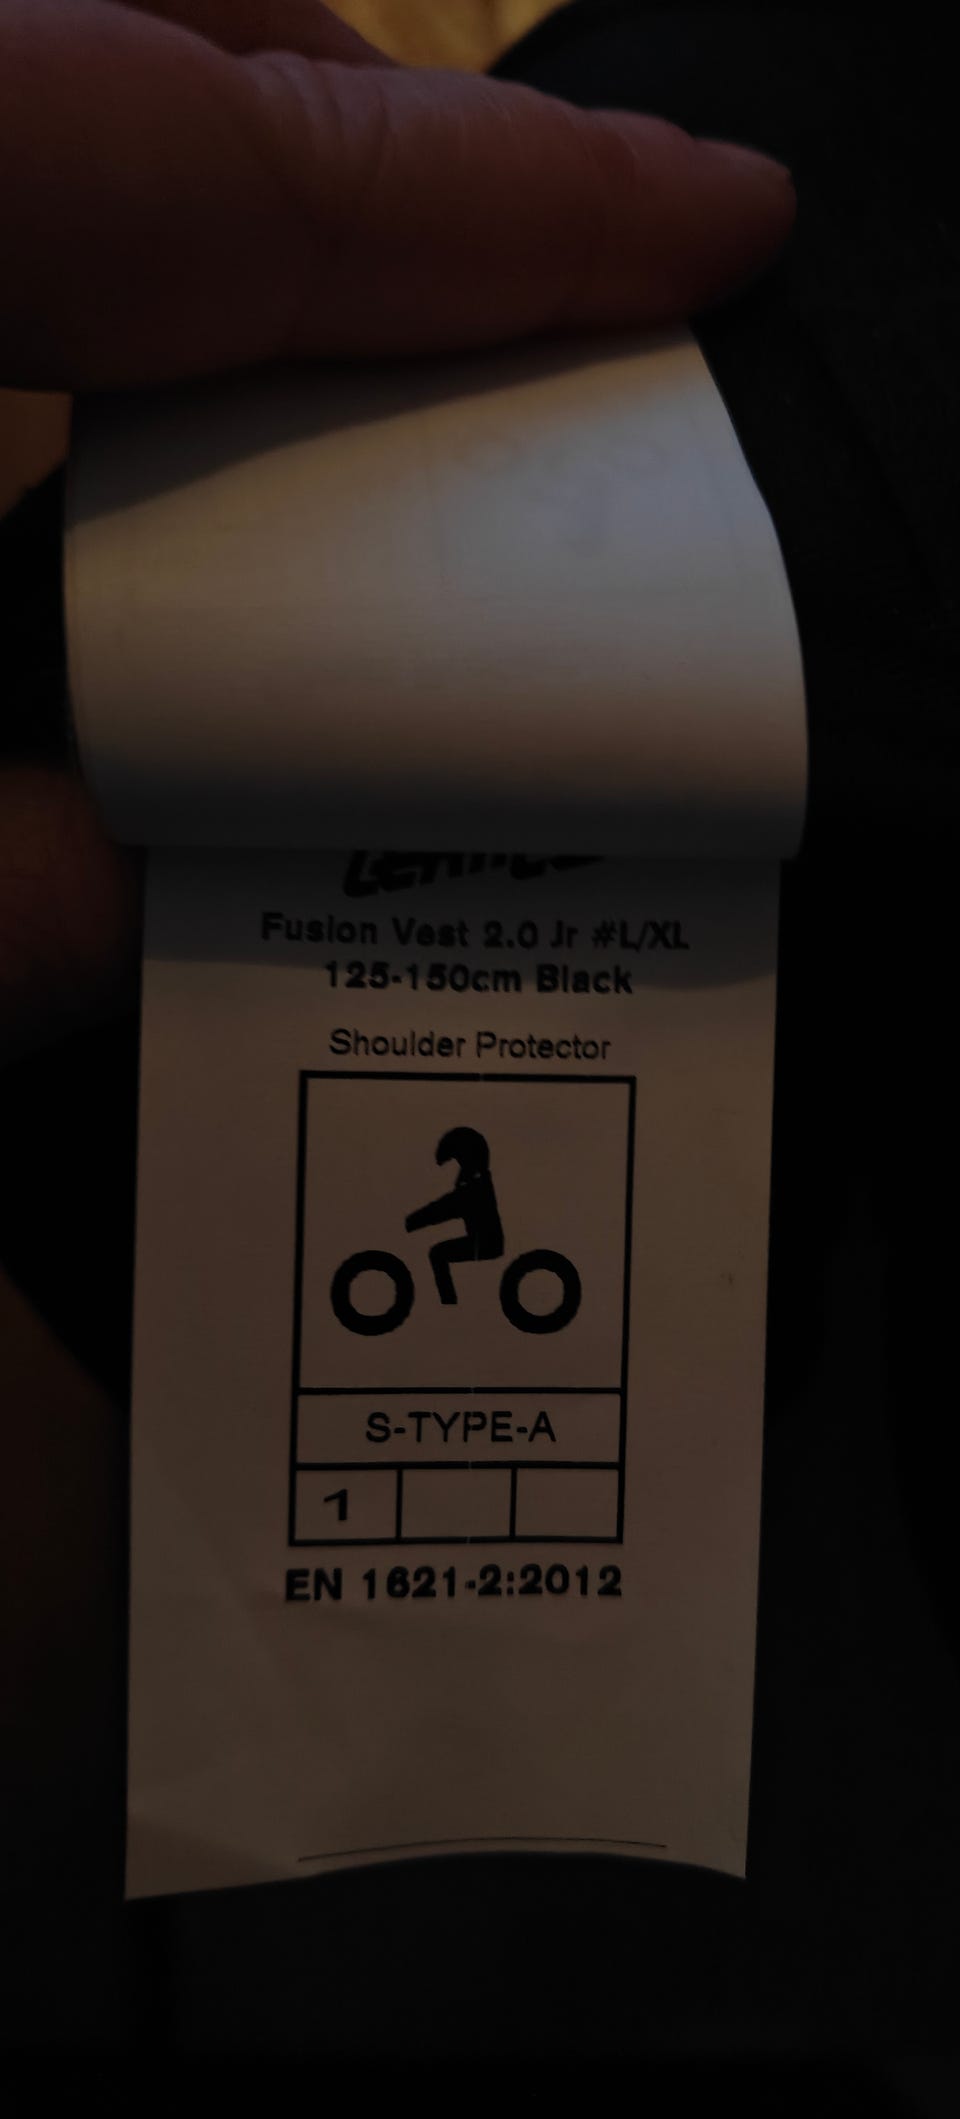 Fusion Vest 2.0 Jr #L/XL
125-150cm Black
Shoulder Protector
S-TYPE-A
1
EN 1621-2:2012